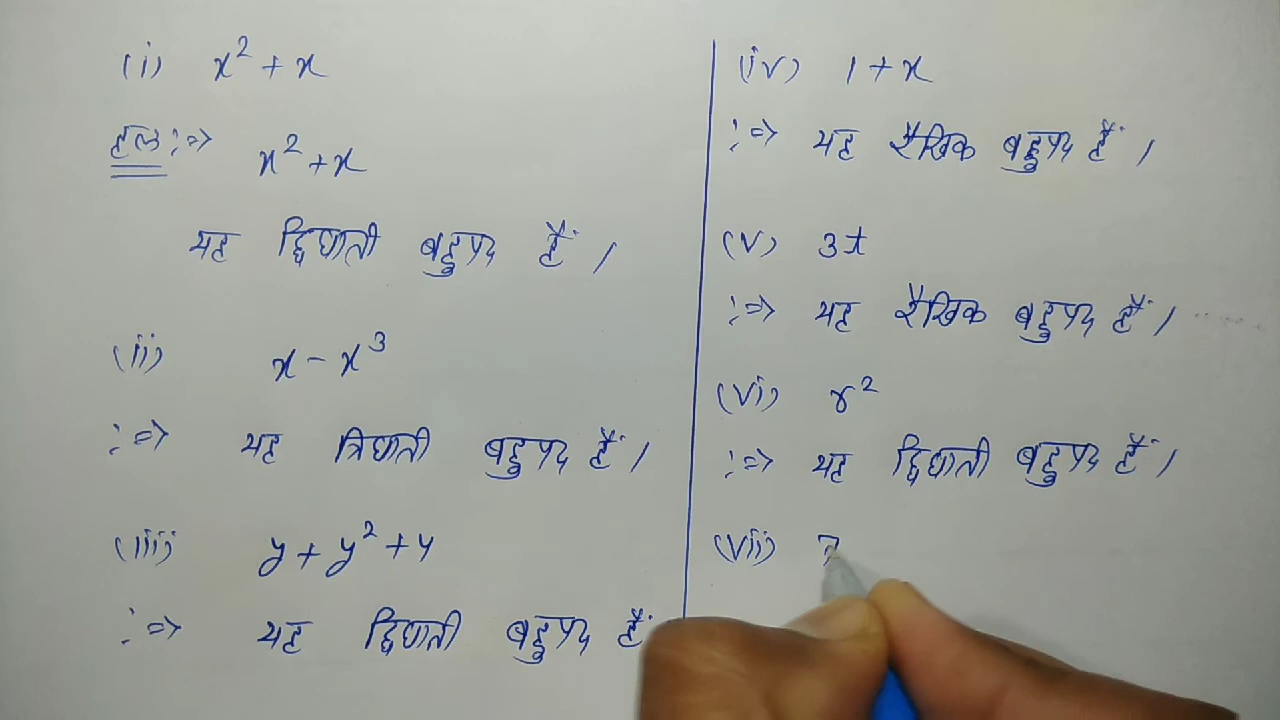 (i) x² + x
हल :=> x² + x
यह द्विघाती बहुपद हैं ।
(ii) x - x³
:=> यह त्रिघाती बहुपद हैं ।
(iii) y + y² + 4
:=> यह द्विघाती बहुपद हैं
(iv) 1 + x
:=> यह रैखिक बहुपद हैं ।
(v) 3t
:=> यह रैखिक बहुपद हैं ।
(vi) r²
:=> यह द्विघाती बहुपद हैं ।
(vii) 7